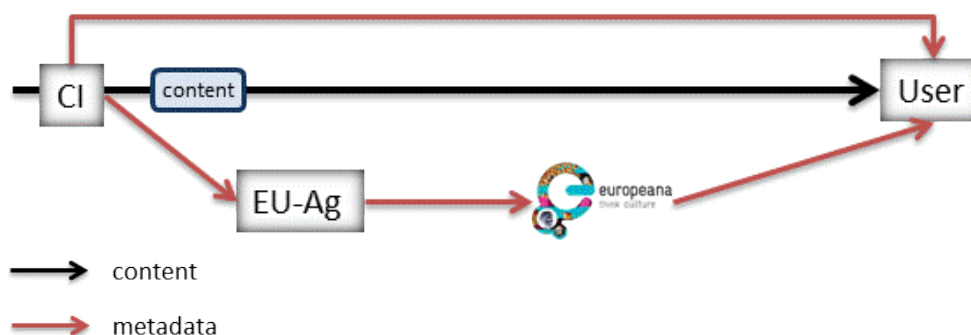 CI
content
User
EU-Ag
europeana
think culture
content
metadata